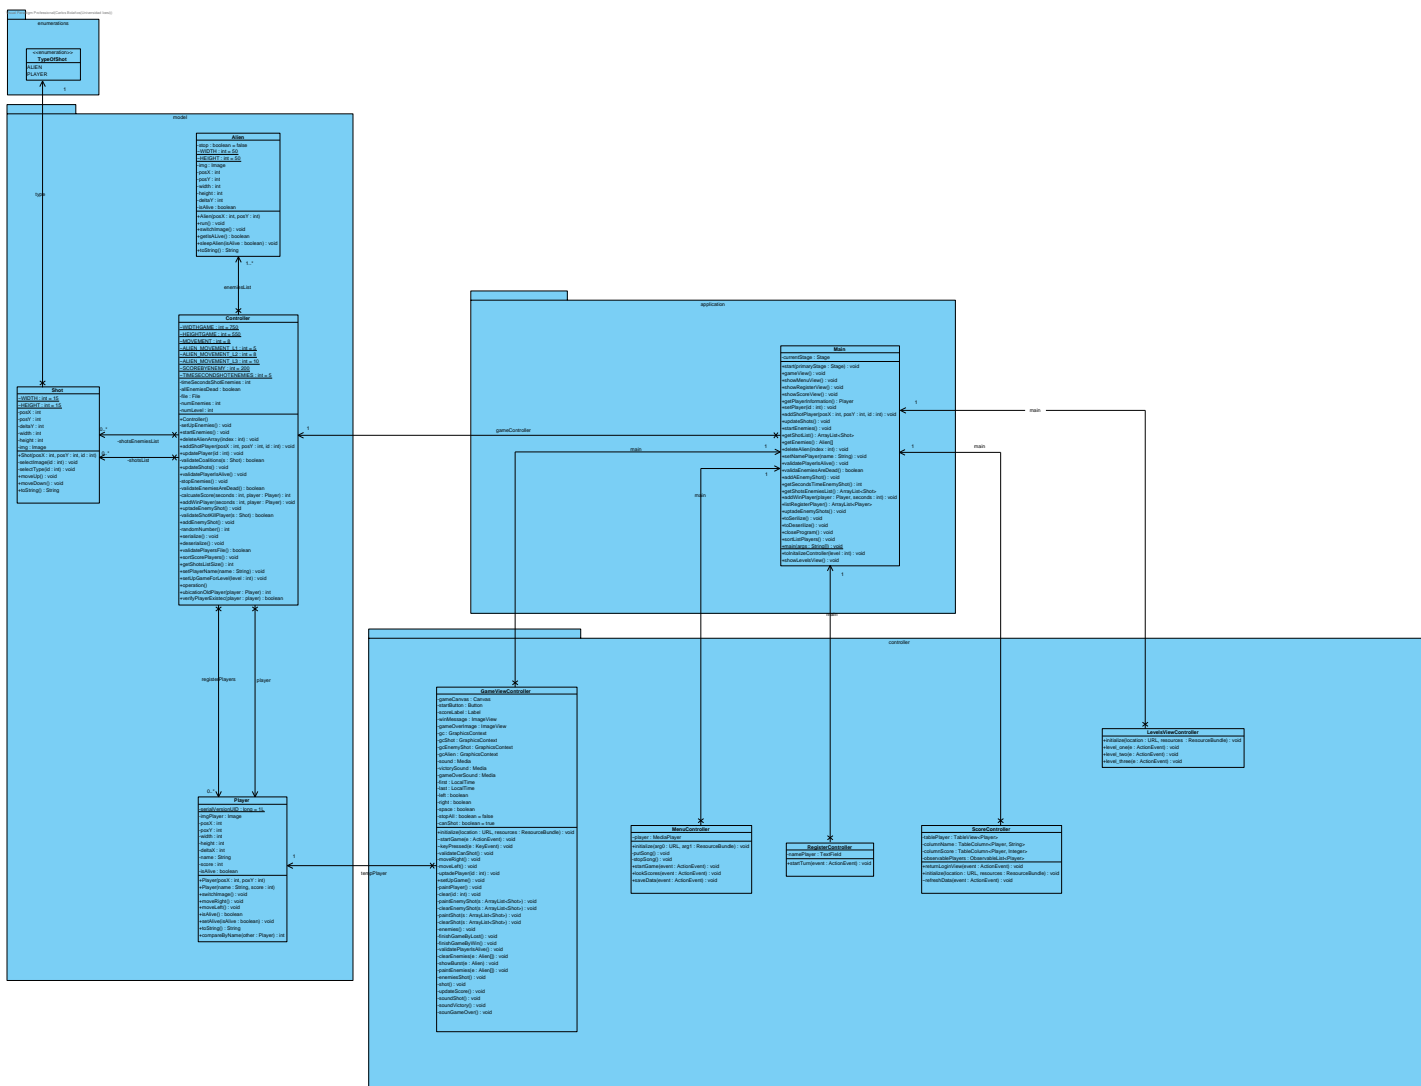 enumerations
<<enumeration>>
TypeOfShot
ALIEN
PLAYER
1
type
model
Alien
-stop : boolean = false
-WIDTH : int = 50
-HEIGHT : int = 50
-img : Image
-posX : int
-posY : int
-width : int
-height : int
-deltaY : int
-isAlive : boolean
+Alien(posX : int, posY : int)
+run() : void
+switchImage() : void
+getIsALive() : boolean
+sleepAlien(isAlive : boolean) : void
+toString() : String
1..*
enemiesList
Controller
-WIDTHGAME : int = 750
-HEIGHTGAME : int = 550
-MOVEMENT : int = 8
-ALIEN_MOVEMENT_L1 : int = 5
-ALIEN_MOVEMENT_L2 : int = 8
-ALIEN_MOVEMENT_L3 : int = 10
-SCOREBYENEMY : int = 200
-TIMESECONDSHOTENEMIES : int = 5
-timeSecondsShotEnemies : int
-allEnemiesDead : boolean
-file : File
-numEnemies : int
-numLevel : int
+Controller()
-setUpEnemies() : void
+startEnemies() : void
+deleteAlienArray(index : int) : void
+addShotPlayer(posX : int, posY : int, id : int) : void
+updatePlayer(id : int) : void
-validateCoalitions(s : Shot) : boolean
+updateShots() : void
+validatePlayerIsAlive() : void
-stopEnemies() : void
+validateEnemiesAreDead() : boolean
-calcuateScore(seconds : int, player : Player) : int
+addWinPlayer(seconds : int, player : Player) : void
+uptadeEnemyShot() : void
-validateShotKillPlayer(s : Shot) : boolean
+addEnemyShot() : void
-randomNumber() : int
+serialize() : void
+deserialize() : void
+validatePlayersFile() : boolean
+sortScorePlayers() : void
+getShotsListSize() : int
+setPlayerName(name : String) : void
+setUpGameForLevel(level : int) : void
+operation()
+ubicationOldPlayer(player : Player) : int
+verifyPlayerExistec(player : player) : boolean
Shot
-WIDTH : int = 15
-HEIGHT : int = 15
-posX : int
-posY : int
-deltaY : int
-width : int
-height : int
-img : Image
+Shot(posX : int, posY : int, id : int)
-selectImage(id : int) : void
-selectType(id : int) : void
+moveUp() : void
+moveDown() : void
+toString() : String
0..*
-shotsEnemiesList
0..*
-shotsList
registerPlayers
player
0..*
Player
-serialVersionUID : long = 1L
-imgPlayer : Image
-posX : int
-posY : int
-width : int
-height : int
-deltaX : int
-name : String
-score : int
-isAlive : boolean
+Player(posX : int, posY : int)
+Player(name : String, score : int)
+switchImage() : void
+moveRight() : void
+moveLeft() : void
+isAlive() : boolean
+setAlive(isAlive : boolean) : void
+toString() : String
+compareByName(other : Player) : int
1
tempPlayer
application
Main
-currentStage : Stage
+start(primaryStage : Stage) : void
+gameView() : void
+showMenuView() : void
+showRegisterView() : void
+showScoreView() : void
+getPlayerInformation() : Player
+setPlayer(id : int) : void
+addShotPlayer(posX : int, posY : int, id : int) : void
+updateShots() : void
+startEnemies() : void
+getShotList() : ArrayList<Shot>
+getEnemies() : Alien[]
+deleteAlien(index : int) : void
+setNamePlayer(name : String) : void
+validatePlayerIsAlive() : void
+validaEnemiesAreDead() : boolean
+addAEnemyShot() : void
+getSecondsTimeEnemyShot() : int
+getShotsEnemiesList() : ArrayList<Shot>
+addWinPlayer(player : Player, seconds : int) : void
+listRegisterPlayer() : ArrayList<Player>
+uptadeEnemyShots() : void
+toSerilize() : void
+toDeserilize() : void
+closeProgram() : void
+sortListPlayers() : void
+main(args : String[]) : void
+toInitalizeController(level : int) : void
+showLevelsView() : void
1
gameController
1
main
1
main
1
main
1
main
1
main
controller
GameViewController
-gameCanvas : Canvas
-startButton : Button
-scoreLabel : Label
-winMessage : ImageView
-gameOverImage : ImageView
-gc : GraphicsContext
-gcShot : GraphicsContext
-gcEnemyShot : GraphicsContext
-gcAlien : GraphicsContext
-sound : Media
-victorySound : Media
-gameOverSound : Media
-first : LocalTime
-last : LocalTime
-left : boolean
-right : boolean
-space : boolean
-stopAll : boolean = false
-canShot : boolean = true
+initialize(location : URL, resources : ResourceBundle) : void
-startGame(e : ActionEvent) : void
-keyPressed(e : KeyEvent) : void
-validateCanShot() : void
-moveRight() : void
-moveLeft() : void
-uptadePlayer(id : int) : void
+setUpGame() : void
-paintPlayer() : void
-clear(id : int) : void
-paintEnemyShot(s : ArrayList<Shot>) : void
-clearEnemyShot(s : ArrayList<Shot>) : void
-paintShot(s : ArrayList<Shot>) : void
-clearShot(s : ArrayList<Shot>) : void
-enemies() : void
-finishGameByLost() : void
-finishGameByWin() : void
-validatePlayerIsAlive() : void
-clearEnemies(e : Alien[]) : void
-showBurst(e : Alien) : void
-paintEnemies(e : Alien[]) : void
-enemiesShot() : void
-shot() : void
-updateScore() : void
-soundShot() : void
-soundVictory() : void
-sounGameOver() : void
MenuController
-player : MediaPlayer
+initialize(arg0 : URL, arg1 : ResourceBundle) : void
-putSong() : void
-stopSong() : void
+startGame(event : ActionEvent) : void
+lookScores(event : ActionEvent) : void
+saveData(event : ActionEvent) : void
RegisterController
-namePlayer : TextField
+startTurn(event : ActionEvent) : void
ScoreController
-tablePlayer : TableView<Player>
-columnName : TableColumn<Player, String>
-columnScore : TableColumn<Player, Integer>
-observablePlayers : ObservableList<Player>
+returnLoginView(event : ActionEvent) : void
+initialize(location : URL, resources : ResourceBundle) : void
-refreshData(event : ActionEvent) : void
LevelsViewController
+initialize(location : URL, resources : ResourceBundle) : void
+level_one(e : ActionEvent) : void
+level_two(e : ActionEvent) : void
+level_three(e : ActionEvent) : void